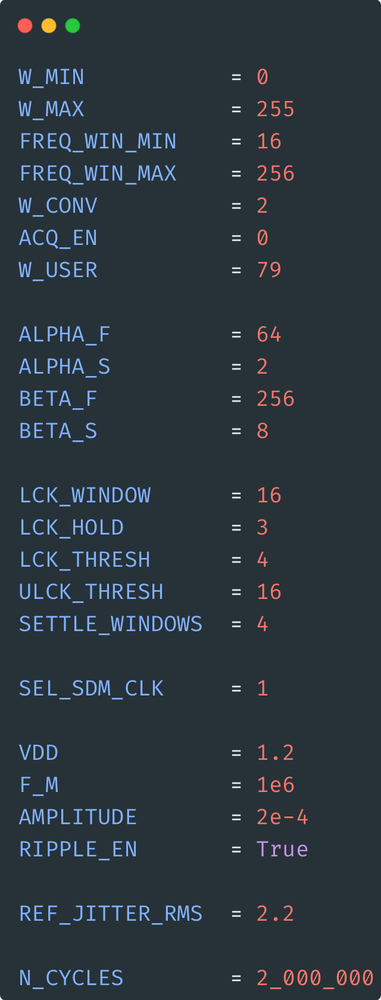 W_MIN = 0
W_MAX = 255
FREQ_WIN_MIN = 16
FREQ_WIN_MAX = 256
W_CONV = 2
ACQ_EN = 0
W_USER = 79
ALPHA_F = 64
ALPHA_S = 2
BETA_F = 256
BETA_S = 8
LCK_WINDOW = 16
LCK_HOLD = 3
LCK_THRESH = 4
ULCK_THRESH = 16
SETTLE_WINDOWS = 4
SEL_SDM_CLK = 1
VDD = 1.2
F_M = 1e6
AMPLITUDE = 2e-4
RIPPLE_EN = True
REF_JITTER_RMS = 2.2
N_CYCLES = 2_000_000